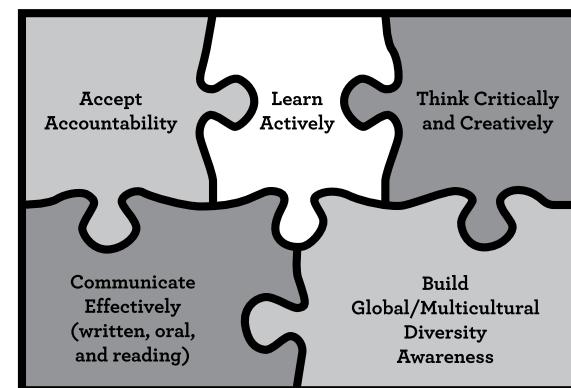 Accept
Accountability
Learn
Actively
Think Critically
and Creatively
Communicate
Effectively
(written, oral,
and reading)
Build
Global/Multicultural
Diversity
Awareness